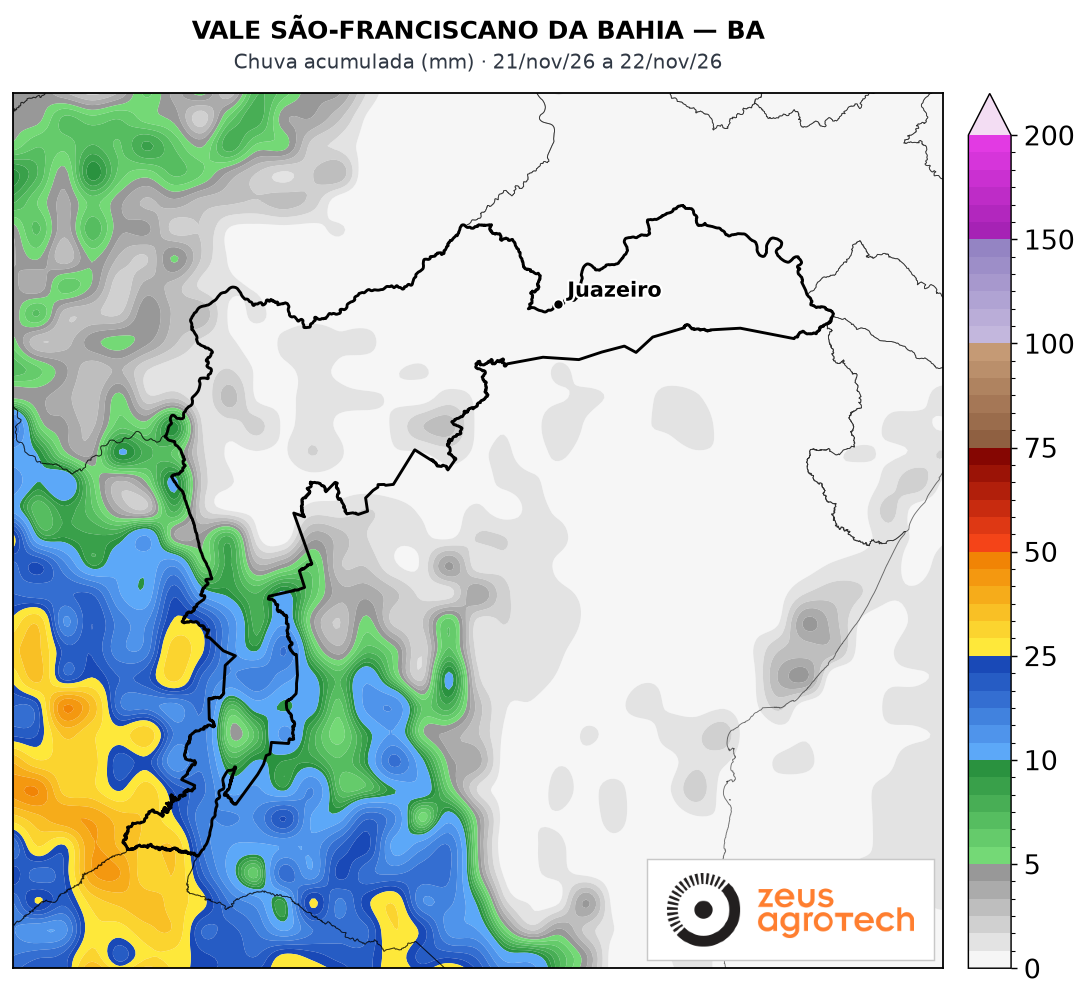 VALE SÃO-FRANCISCANO DA BAHIA — BA
Chuva acumulada (mm) · 21/nov/26 a 22/nov/26
Juazeiro
200
150
100
75
50
25
10
5
0
zeus
agrotech